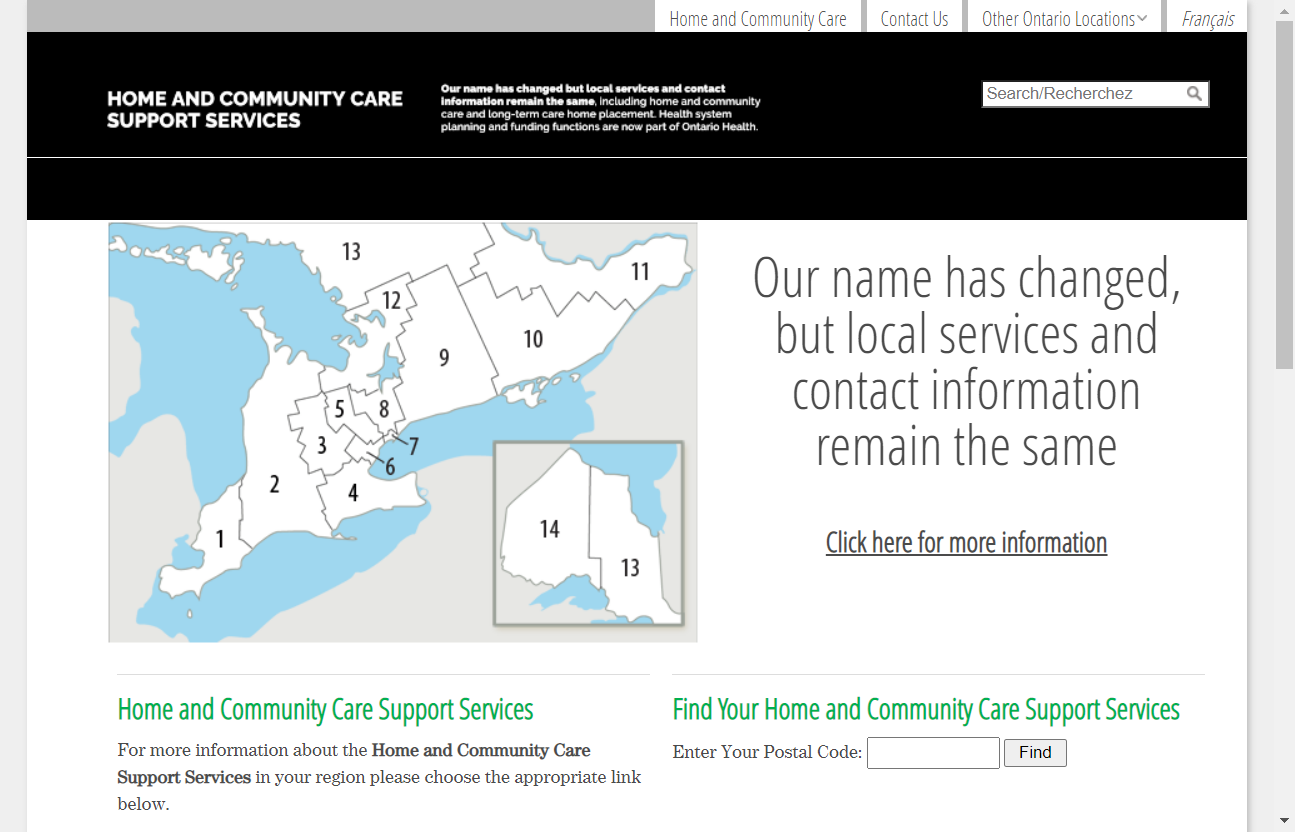 Home and Community Care
Contact Us
Other Ontario Locations
Français
HOME AND COMMUNITY CARE
SUPPORT SERVICES
Our name has changed but local services and contact
information remain the same, including home and community
care and long-term care home placement. Health system
planning and funding functions are now part of Ontario Health.
Search/Recherchez
13
11
12
10
9
5
8
3
7
6
2
4
1
14
13
Our name has changed,
but local services and
contact information
remain the same
Click here for more information
Home and Community Care Support Services
For more information about the Home and Community Care
Support Services in your region please choose the appropriate link
below.
Find Your Home and Community Care Support Services
Enter Your Postal Code:
Find